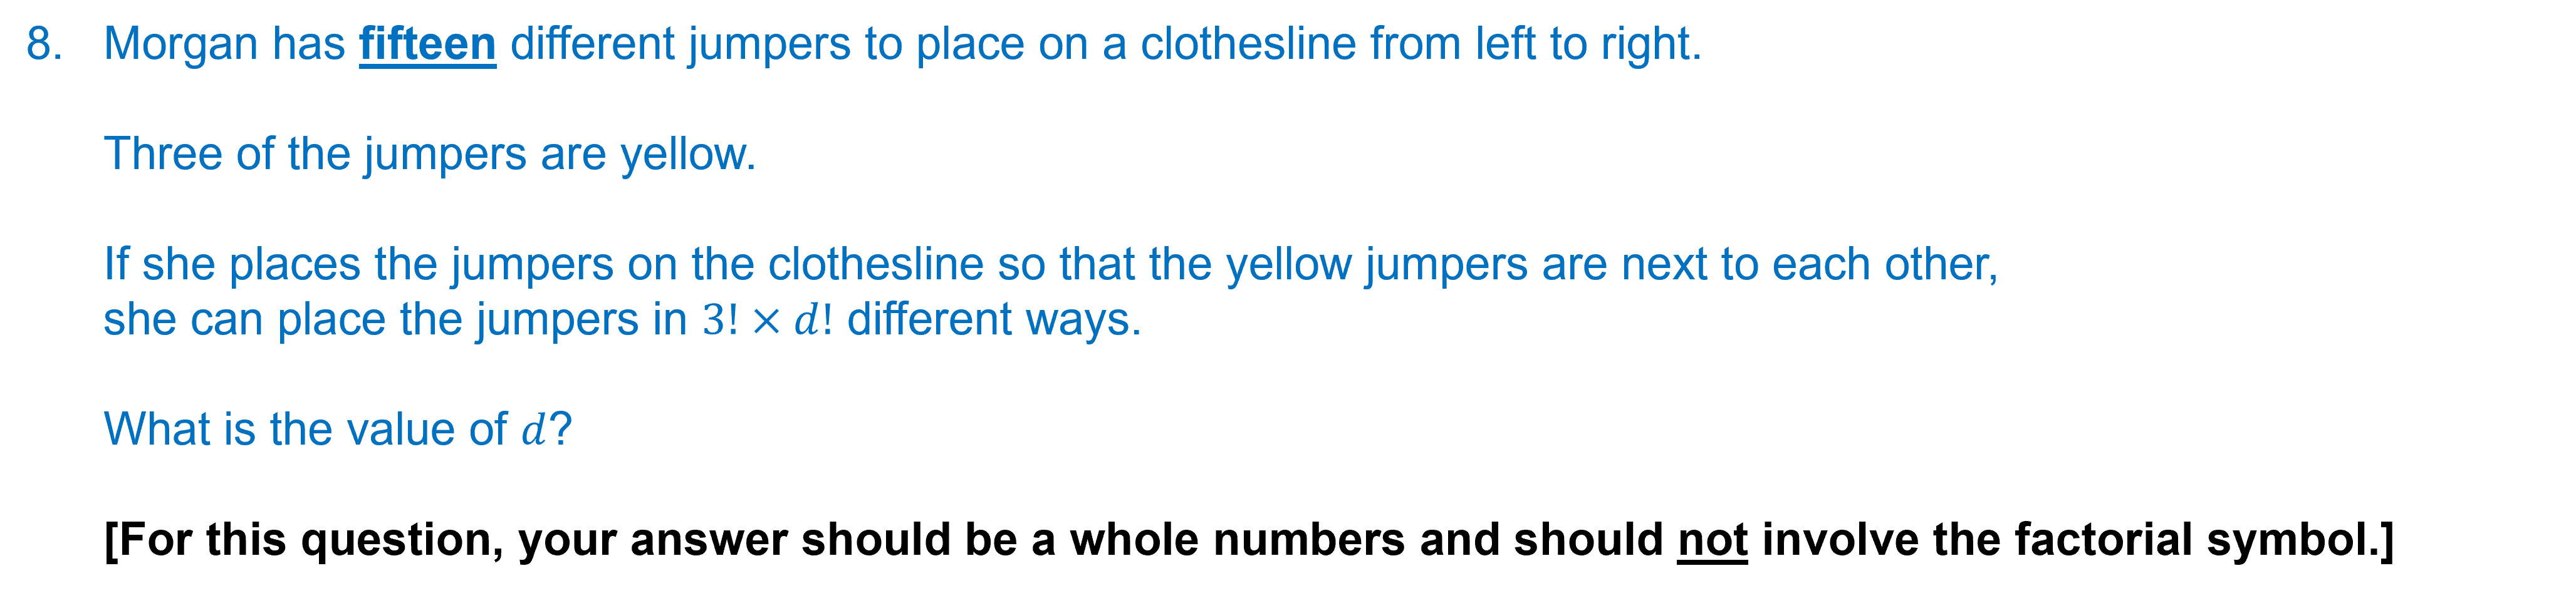 8. Morgan has fifteen different jumpers to place on a clothesline from left to right.
Three of the jumpers are yellow.
If she places the jumpers on the clothesline so that the yellow jumpers are next to each other,
she can place the jumpers in 3! × d! different ways.
What is the value of d?
[For this question, your answer should be a whole numbers and should not involve the factorial symbol.]